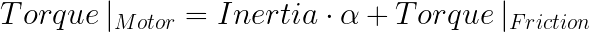 Torque |Motor = Inertia · α + Torque |Friction